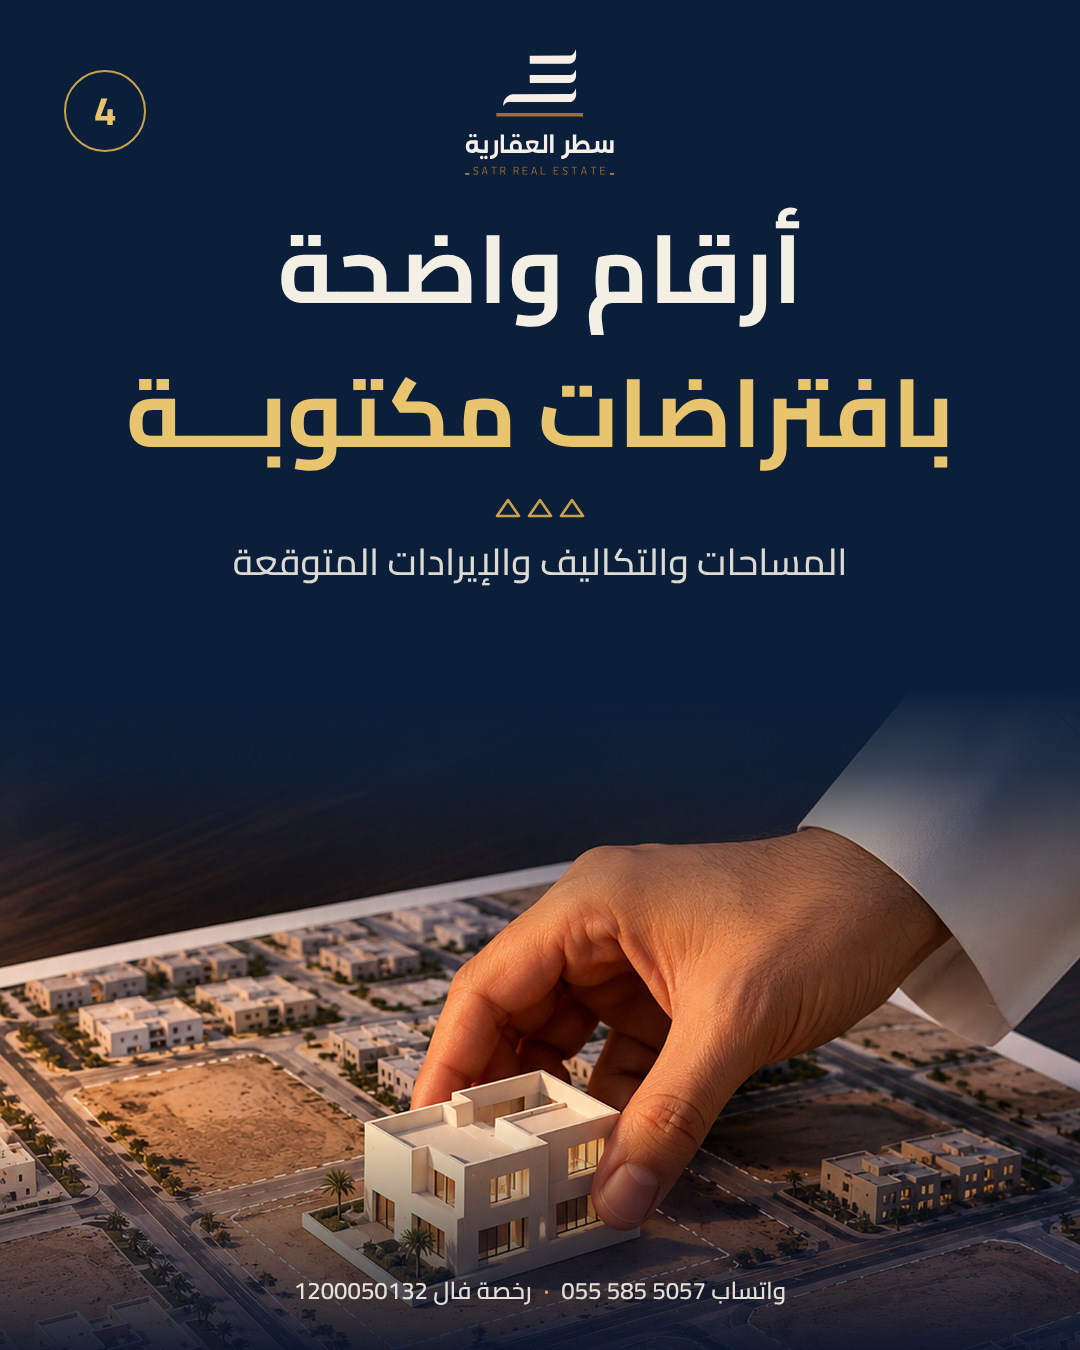 4
سطر العقارية
SATR REAL ESTATE
أرقام واضحة
بافتراضات مكتوبـــة
المساحات والتكاليف والإيرادات المتوقعة
واتساب 5057 585 055 · رخصة فال 1200050132